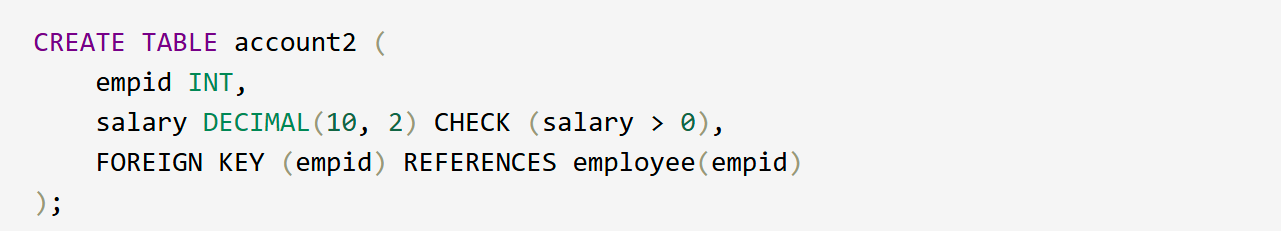 CREATE TABLE account2 (
    empid INT,
    salary DECIMAL(10, 2) CHECK (salary > 0),
    FOREIGN KEY (empid) REFERENCES employee(empid)
);